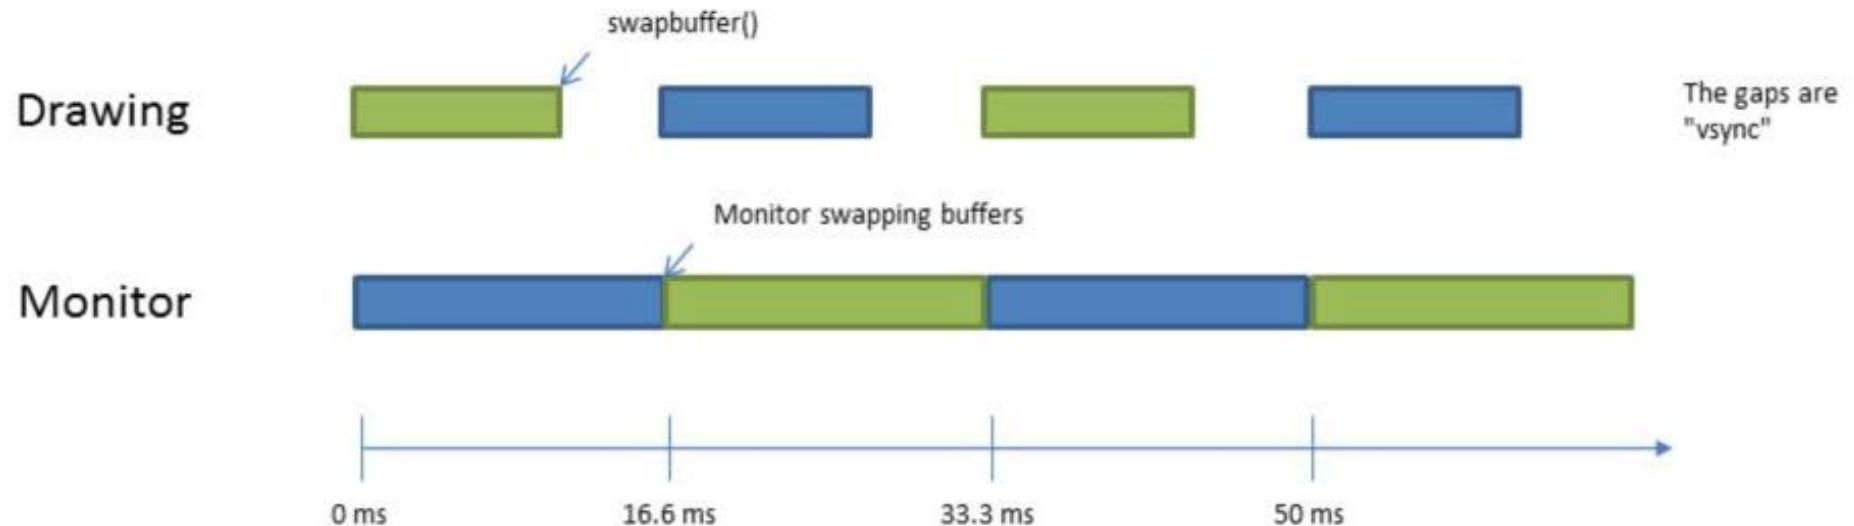 swapbuffer()
Drawing
The gaps are
"vsync"
Monitor swapping buffers
Monitor
0 ms
16.6 ms
33.3 ms
50 ms